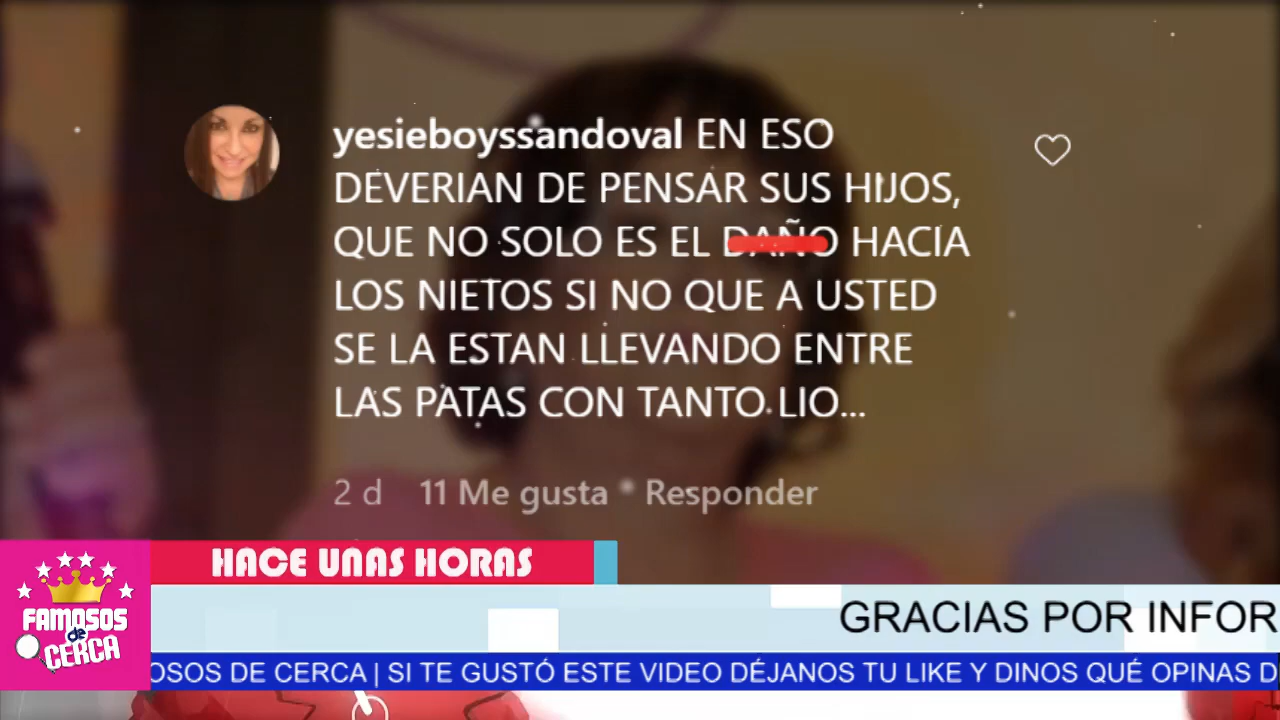 yesieboyssandoval EN ESO
DEVERIAN DE PENSAR SUS HIJOS,
QUE NO SOLO ES EL DAÑO HACIA
LOS NIETOS SI NO QUE A USTED
SE LA ESTAN LLEVANDO ENTRE
LAS PATAS CON TANTO LIO...
2 d 11 Me gusta * Responder
HACE UNAS HORAS
FAMOSOS
de
CERCA
GRACIAS POR INFOR
OSOS DE CERCA | SI TE GUSTÓ ESTE VIDEO DÉJANOS TU LIKE Y DINOS QUÉ OPINAS D